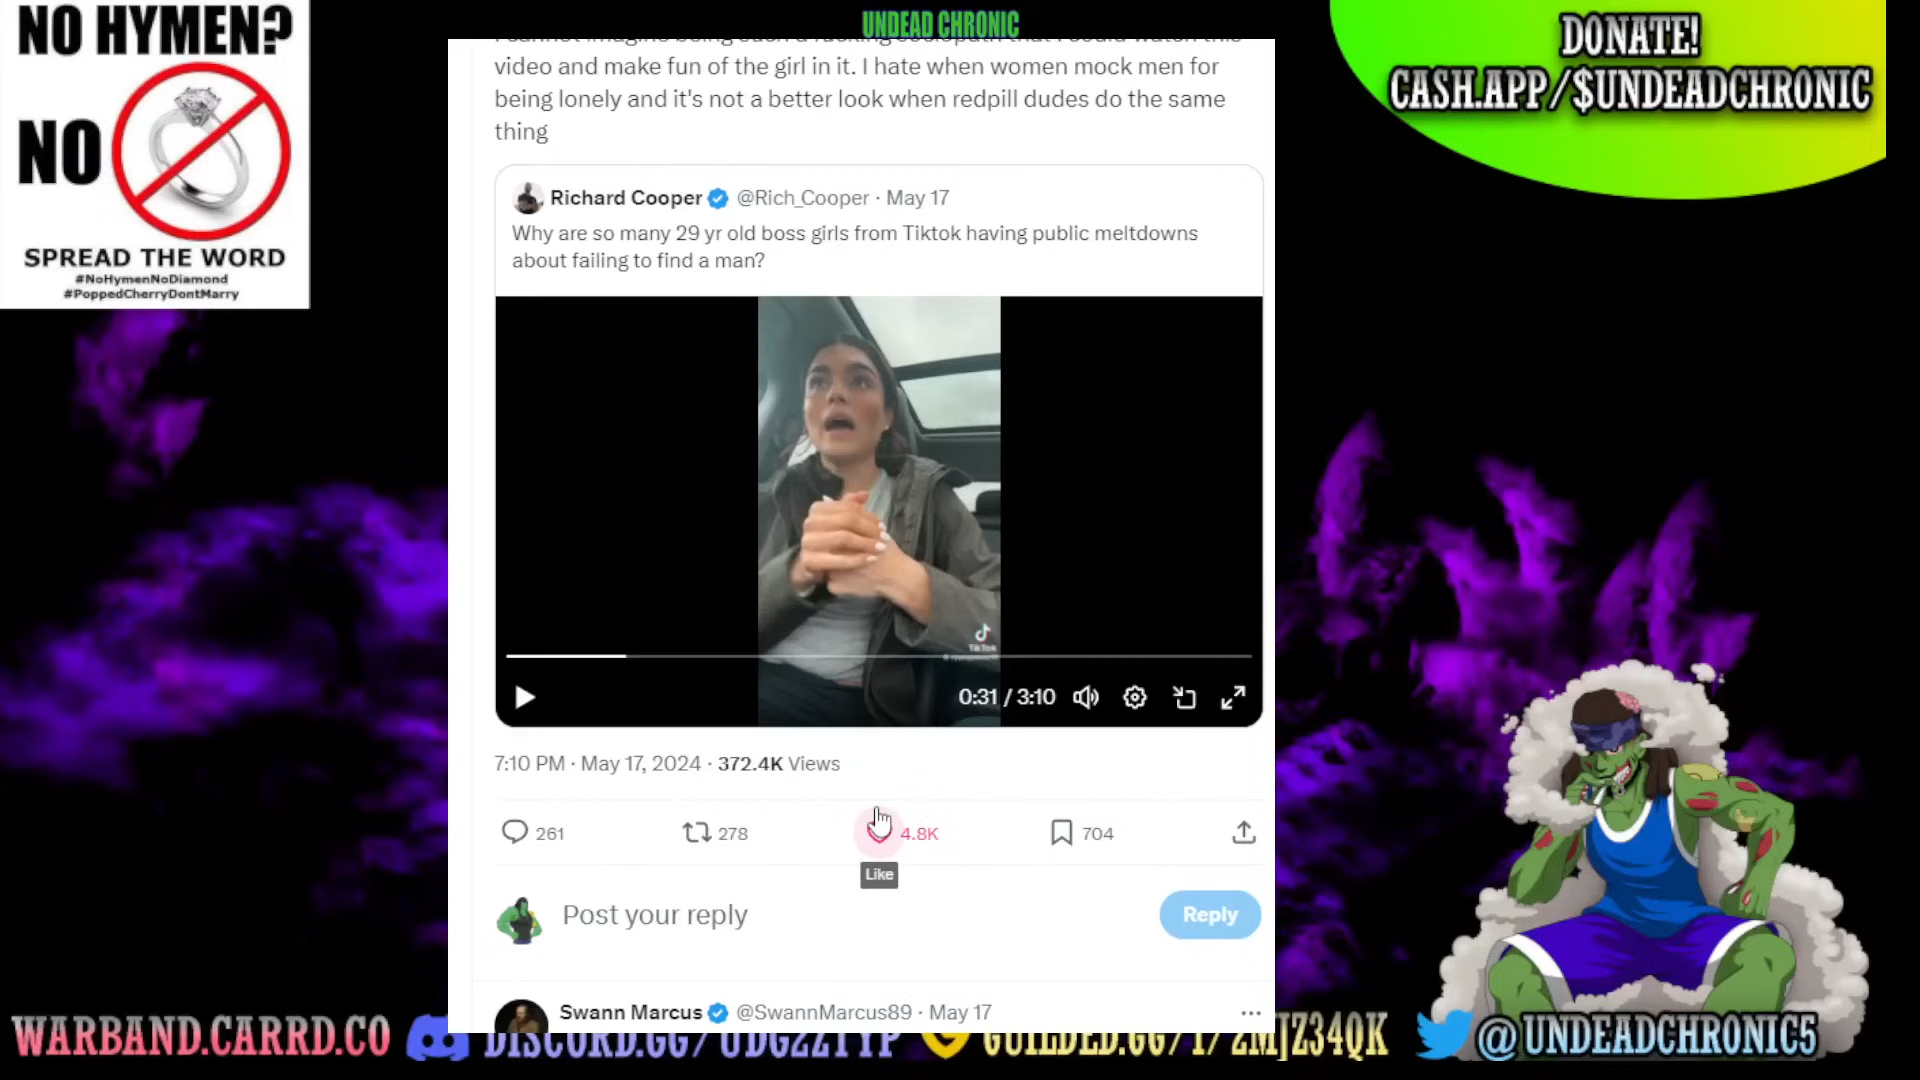 NO HYMEN?
NO
SPREAD THE WORD
#NoHymenNoDiamond
#PoppedCherryDontMarry
UNDEAD CHRONIC
DONATE!
CASH.APP/$UNDEADCHRONIC
video and make fun of the girl in it. I hate when women mock men for
being lonely and it's not a better look when redpill dudes do the same
thing
Richard Cooper @Rich_Cooper · May 17
Why are so many 29 yr old boss girls from Tiktok having public meltdowns
about failing to find a man?
TikTok
0:31 / 3:10
7:10 PM · May 17, 2024 · 372.4K Views
261 278 4.8K 704
Like
Post your reply
Reply
Swann Marcus @SwannMarcus89 · May 17
WARBAND.CARRD.CO
@UNDEADCHRONIC5